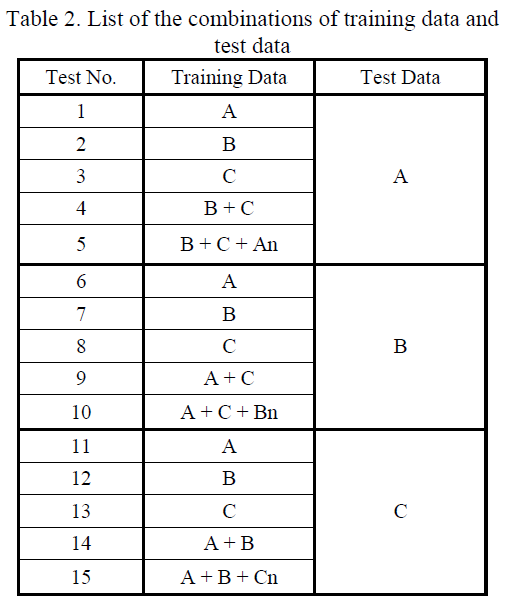 Table 2. List of the combinations of training data and
test data
Test No. Training Data Test Data
1 A
2 B
3 C A
4 B + C
5 B + C + An
6 A
7 B
8 C B
9 A + C
10 A + C + Bn
11 A
12 B
13 C C
14 A + B
15 A + B + Cn